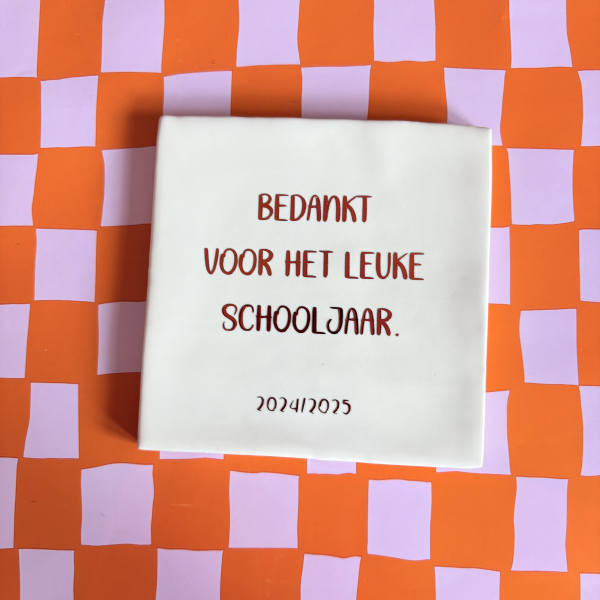 BEDANKT
VOOR HET LEUKE
SCHOOLJAAR.
2024/2025